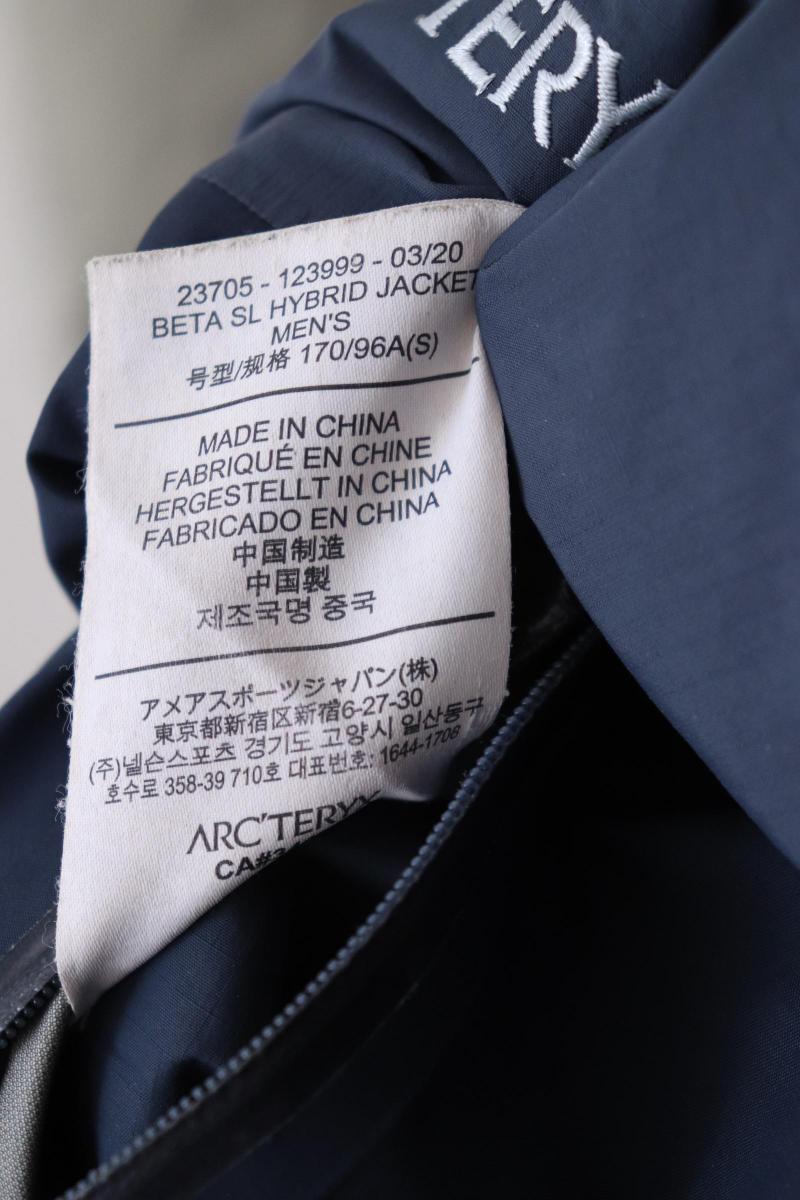 TERY
23705 - 123999 - 03/20
BETA SL HYBRID JACKET
MEN'S
号型/规格 170/96A(S)
MADE IN CHINA
FABRIQUÉ EN CHINE
HERGESTELLT IN CHINA
FABRICADO EN CHINA
中国制造
中国製
제조국명 중국
アメアスポーツジャパン(株)
東京都新宿区新宿6-27-30
(주)넬슨스포츠 경기도 고양시 일산동구
호수로 358-39 710호 대표번호: 1644-1708
ARC'TERYX
CA#